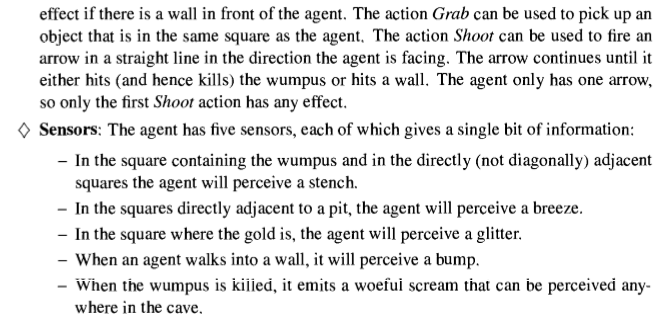 effect if there is a wall in front of the agent. The action Grab can be used to pick up an
object that is in the same square as the agent. The action Shoot can be used to fire an
arrow in a straight line in the direction the agent is facing. The arrow continues until it
either hits (and hence kills) the wumpus or hits a wall. The agent only has one arrow,
so only the first Shoot action has any effect.
◇ Sensors: The agent has five sensors, each of which gives a single bit of information:
– In the square containing the wumpus and in the directly (not diagonally) adjacent
squares the agent will perceive a stench.
– In the squares directly adjacent to a pit, the agent will perceive a breeze.
– In the square where the gold is, the agent will perceive a glitter.
– When an agent walks into a wall, it will perceive a bump.
– When the wumpus is killed, it emits a woeful scream that can be perceived any-
where in the cave.